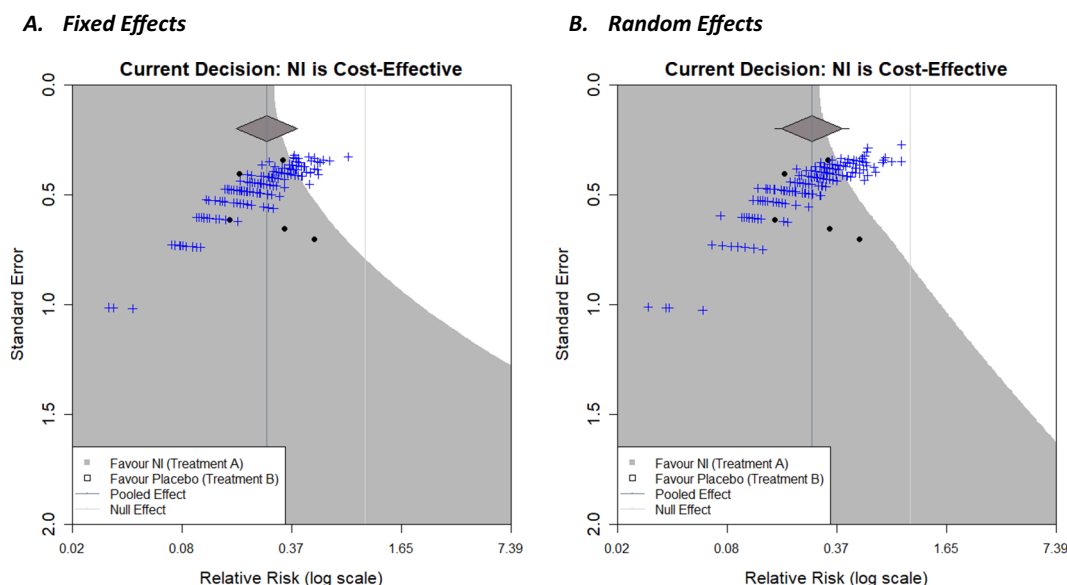 A. Fixed Effects
Current Decision: NI is Cost-Effective
Standard Error
0.0
0.5
1.0
1.5
2.0
Favour NI (Treatment A)
Favour Placebo (Treatment B)
Pooled Effect
Null Effect
0.02 0.08 0.37 1.65 7.39
Relative Risk (log scale)
B. Random Effects
Current Decision: NI is Cost-Effective
Standard Error
0.0
0.5
1.0
1.5
2.0
Favour NI (Treatment A)
Favour Placebo (Treatment B)
Pooled Effect
Null Effect
0.02 0.08 0.37 1.65 7.39
Relative Risk (log scale)